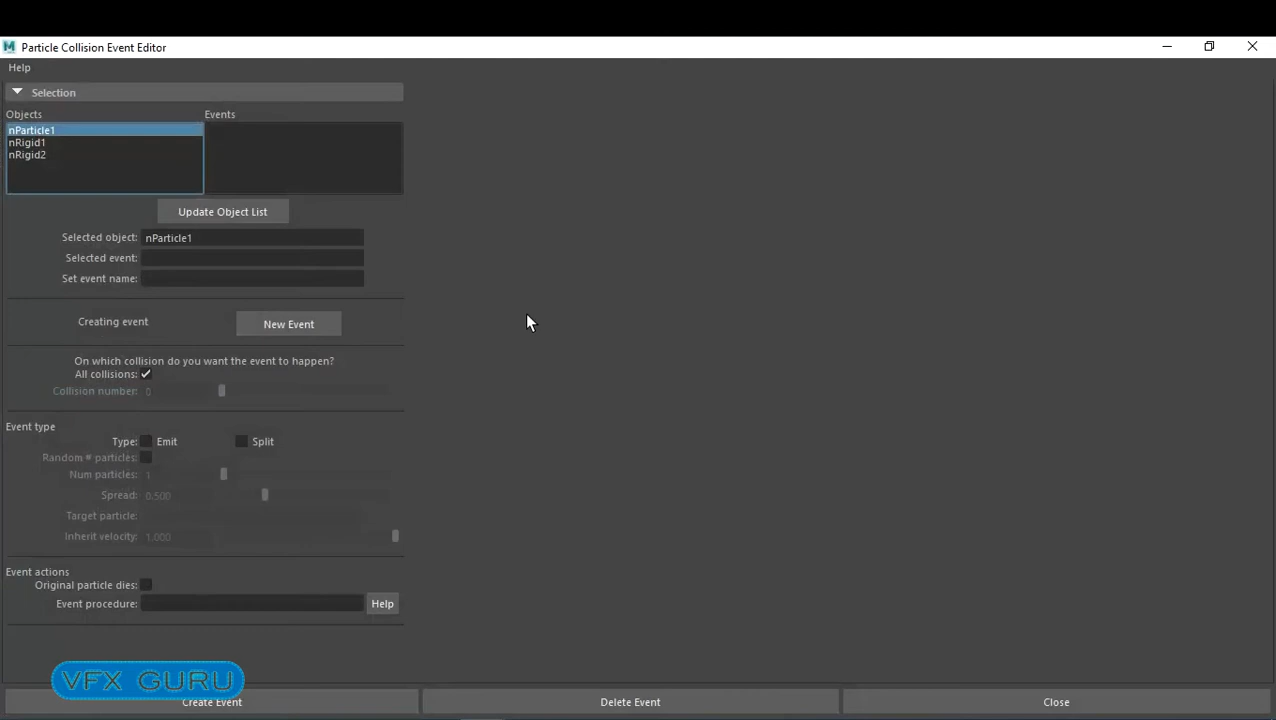 Particle Collision Event Editor
Help
Selection
Objects Events
nParticle1
nRigid1
nRigid2
Update Object List
Selected object: nParticle1
Selected event:
Set event name:
Creating event New Event
On which collision do you want the event to happen?
All collisions:
Collision number: 0
Event type
Type: Emit Split
Random # particles:
Num particles: 1
Spread: 0.500
Target particle:
Inherit velocity: 1.000
Event actions
Original particle dies:
Event procedure: Help
VFX GURU
Create Event Delete Event Close